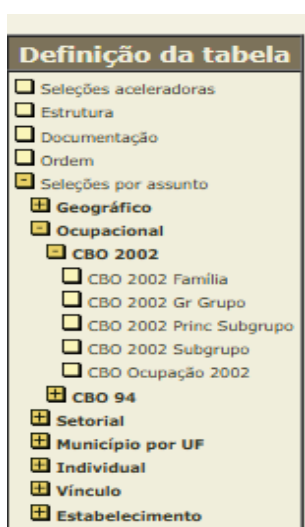 Definição da tabela
Seleções aceleradoras
Estrutura
Documentação
Ordem
Seleções por assunto
Geográfico
Ocupacional
CBO 2002
CBO 2002 Família
CBO 2002 Gr Grupo
CBO 2002 Princ Subgrupo
CBO 2002 Subgrupo
CBO Ocupação 2002
CBO 94
Setorial
Município por UF
Individual
Vínculo
Estabelecimento